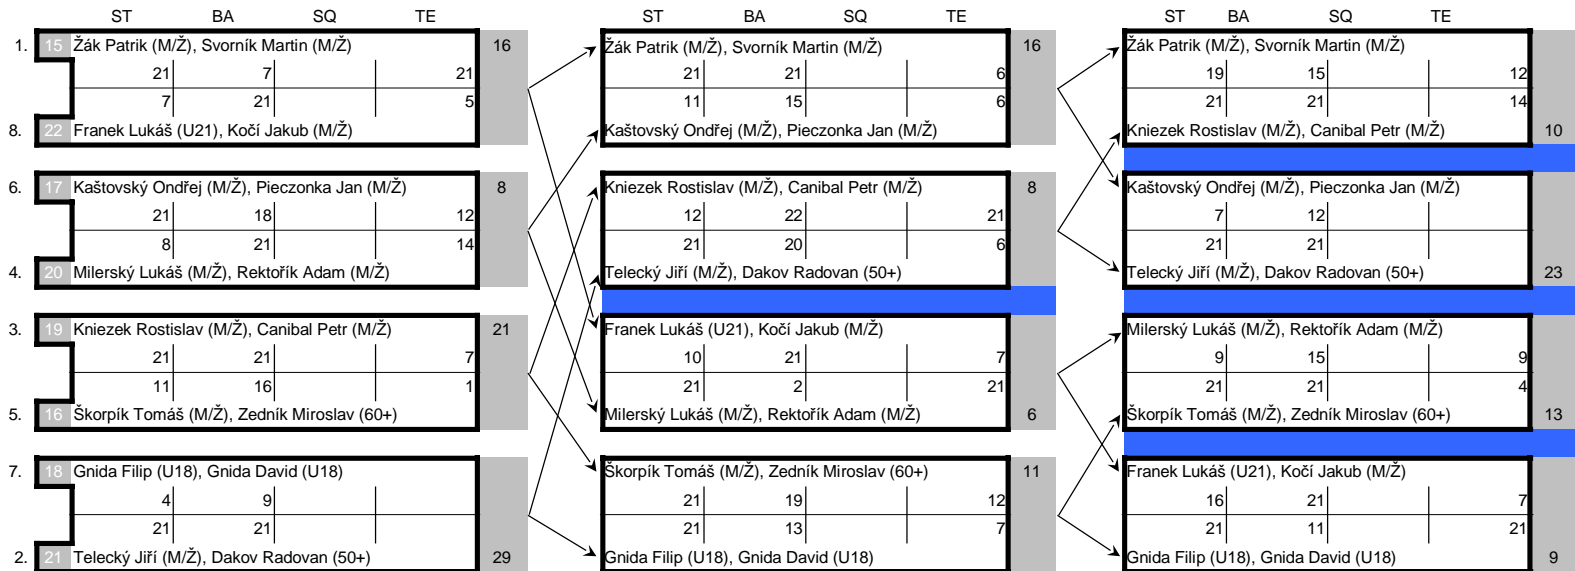 ST BA SQ TE ST BA SQ TE ST BA SQ TE
1. 15 Žák Patrik (M/Ž), Svorník Martin (M/Ž) 16 Žák Patrik (M/Ž), Svorník Martin (M/Ž) 16 Žák Patrik (M/Ž), Svorník Martin (M/Ž)
21 7 21 21 21 6 19 15 12
7 21 5 11 15 6 21 21 14
8. 22 Franek Lukáš (U21), Kočí Jakub (M/Ž) Kaštovský Ondřej (M/Ž), Pieczonka Jan (M/Ž) Kniezek Rostislav (M/Ž), Canibal Petr (M/Ž) 10
6. 17 Kaštovský Ondřej (M/Ž), Pieczonka Jan (M/Ž) 8 Kniezek Rostislav (M/Ž), Canibal Petr (M/Ž) 8 Kaštovský Ondřej (M/Ž), Pieczonka Jan (M/Ž)
21 18 12 12 22 21 7 12
8 21 14 21 20 6 21 21
4. 20 Milerský Lukáš (M/Ž), Rektořík Adam (M/Ž) Telecký Jiří (M/Ž), Dakov Radovan (50+) Telecký Jiří (M/Ž), Dakov Radovan (50+) 23
3. 19 Kniezek Rostislav (M/Ž), Canibal Petr (M/Ž) 21 Franek Lukáš (U21), Kočí Jakub (M/Ž) Milerský Lukáš (M/Ž), Rektořík Adam (M/Ž)
21 21 7 10 21 7 9 15 9
11 16 1 21 2 21 21 21 4
5. 16 Škorpík Tomáš (M/Ž), Zedník Miroslav (60+) Milerský Lukáš (M/Ž), Rektořík Adam (M/Ž) 6 Škorpík Tomáš (M/Ž), Zedník Miroslav (60+) 13
7. 18 Gnida Filip (U18), Gnida David (U18) Škorpík Tomáš (M/Ž), Zedník Miroslav (60+) 11 Franek Lukáš (U21), Kočí Jakub (M/Ž)
4 9 21 19 12 16 21 7
21 21 21 13 7 21 11 21
2. 21 Telecký Jiří (M/Ž), Dakov Radovan (50+) 29 Gnida Filip (U18), Gnida David (U18) Gnida Filip (U18), Gnida David (U18) 9